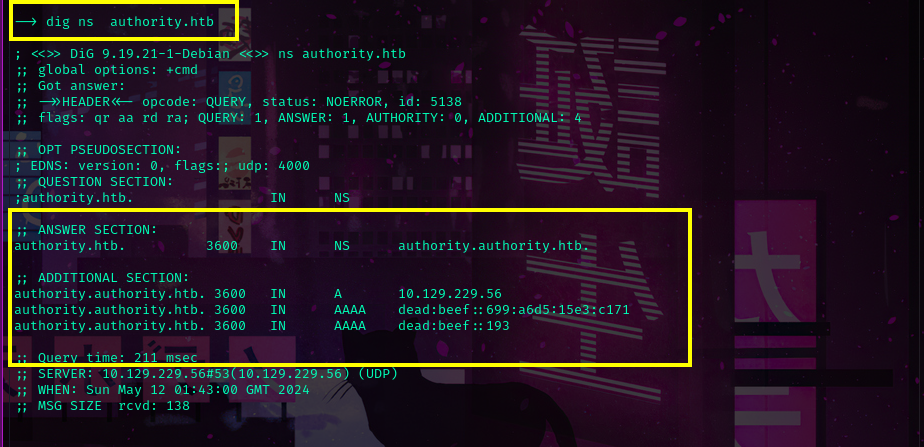 —> dig ns  authority.htb
; <<>> DiG 9.19.21-1-Debian <<>> ns authority.htb
;; global options: +cmd
;; Got answer:
;; ->>HEADER<<- opcode: QUERY, status: NOERROR, id: 5138
;; flags: qr aa rd ra; QUERY: 1, ANSWER: 1, AUTHORITY: 0, ADDITIONAL: 4
;; OPT PSEUDOSECTION:
; EDNS: version: 0, flags:; udp: 4000
;; QUESTION SECTION:
;authority.htb. IN NS
;; ANSWER SECTION:
authority.htb. 3600 IN NS authority.authority.htb.
;; ADDITIONAL SECTION:
authority.authority.htb. 3600 IN A 10.129.229.56
authority.authority.htb. 3600 IN AAAA dead:beef::699:a6d5:15e3:c171
authority.authority.htb. 3600 IN AAAA dead:beef::193
;; Query time: 211 msec
;; SERVER: 10.129.229.56#53(10.129.229.56) (UDP)
;; WHEN: Sun May 12 01:43:00 GMT 2024
;; MSG SIZE  rcvd: 138